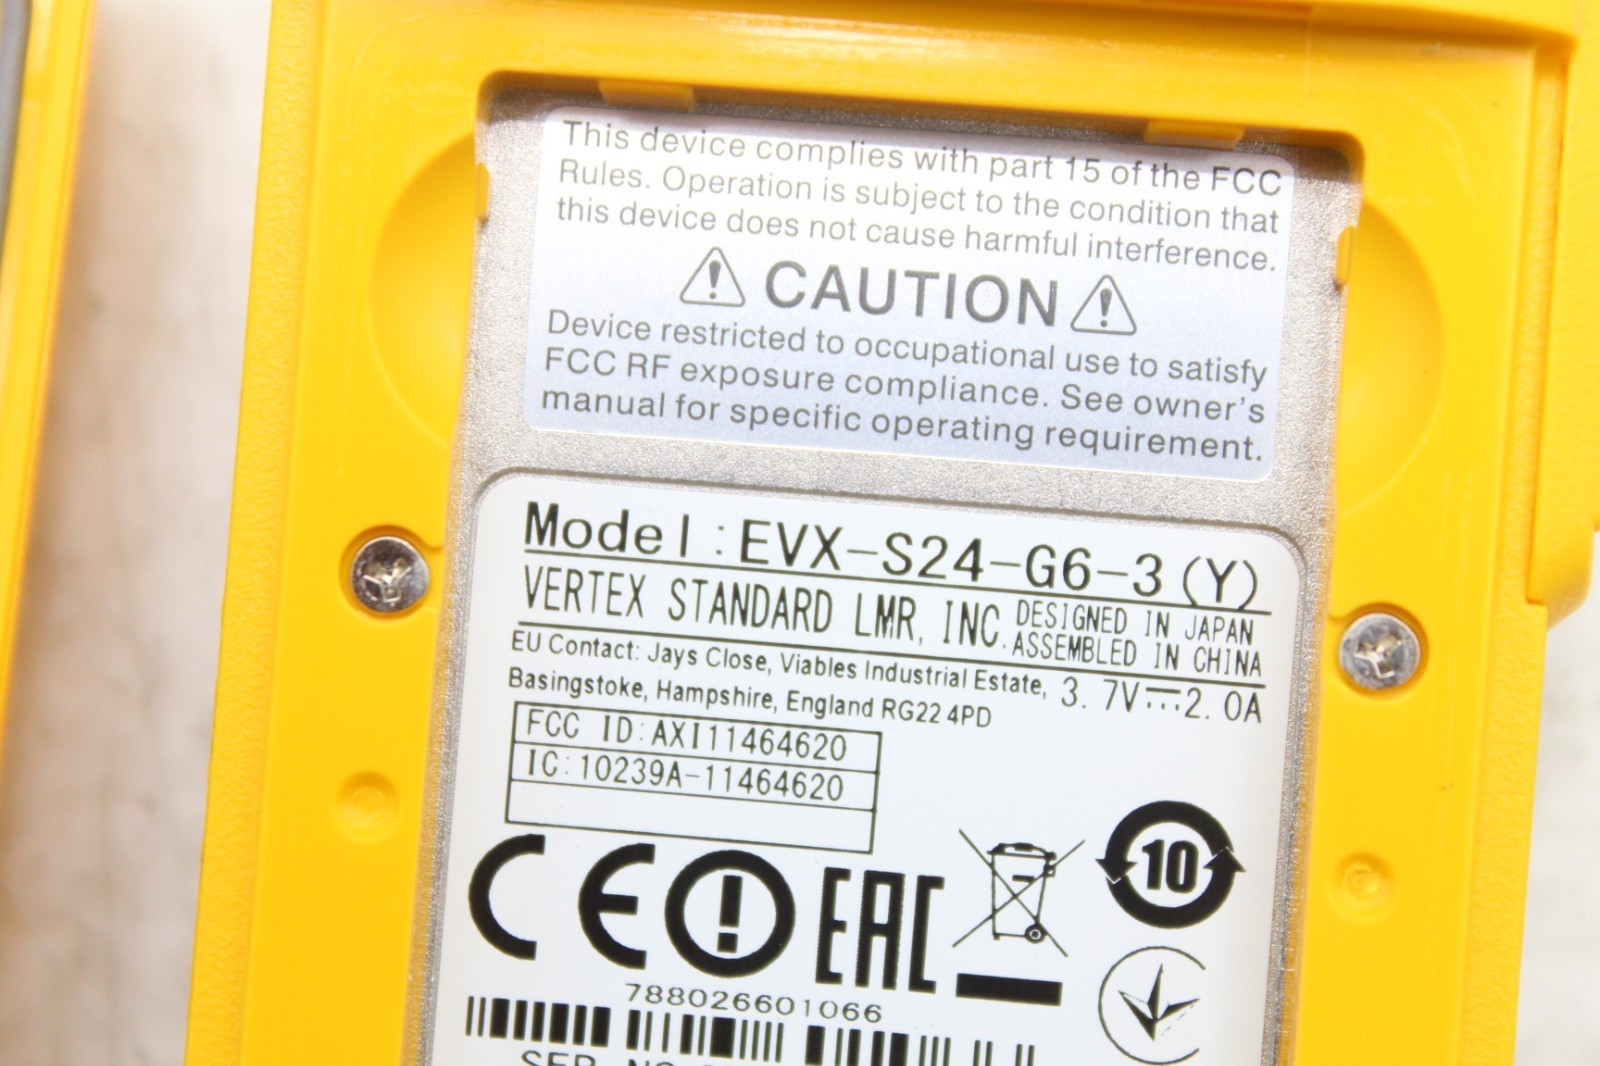 This device complies with part 15 of the FCC
Rules. Operation is subject to the condition that
this device does not cause harmful interference.
CAUTION
Device restricted to occupational use to satisfy
FCC RF exposure compliance. See owner's
manual for specific operating requirement.
Model:EVX-S24-G6-3(Y)
VERTEX STANDARD LMR, INC.
DESIGNED IN JAPAN
ASSEMBLED IN CHINA
EU Contact: Jays Close, Viables Industrial Estate,
Basingstoke, Hampshire, England RG22 4PD
3.7V⎓2.0A
FCC ID:AXI11464620
IC:10239A-11464620
CE
EAC
10
788026601066